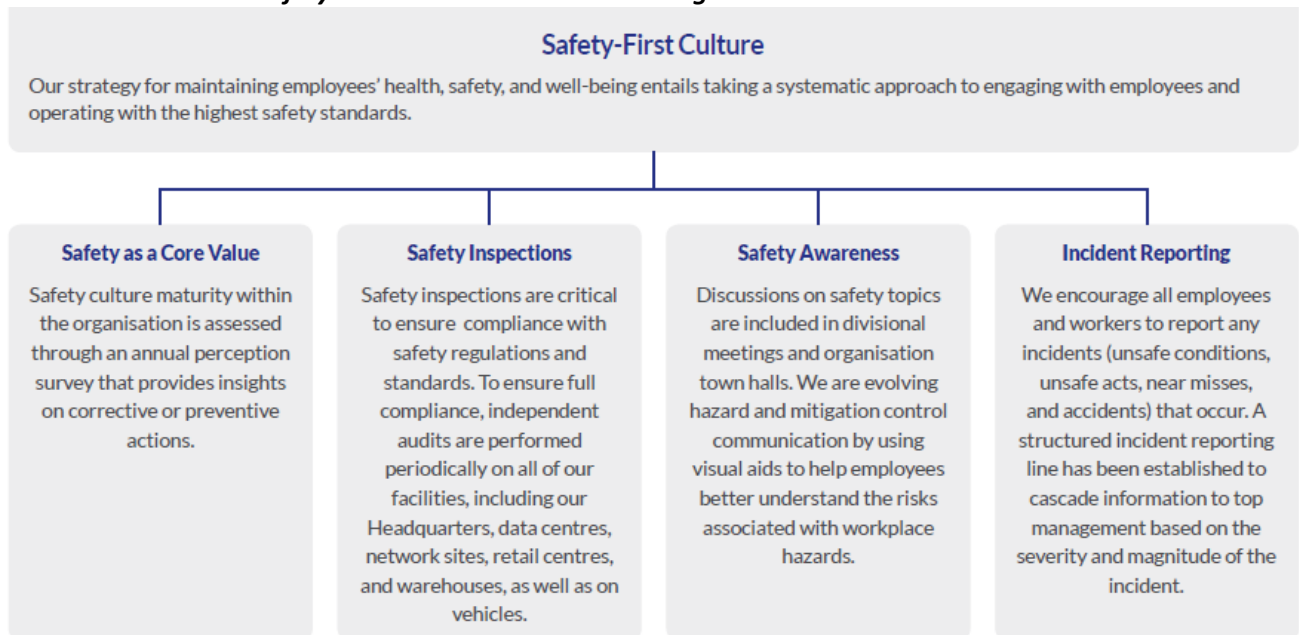 Safety-First Culture
Our strategy for maintaining employees' health, safety, and well-being entails taking a systematic approach to engaging with employees and
operating with the highest safety standards.
Safety as a Core Value
Safety culture maturity within
the organisation is assessed
through an annual perception
survey that provides insights
on corrective or preventive
actions.
Safety Inspections
Safety inspections are critical
to ensure compliance with
safety regulations and
standards. To ensure full
compliance, independent
audits are performed
periodically on all of our
facilities, including our
Headquarters, data centres,
network sites, retail centres,
and warehouses, as well as on
vehicles.
Safety Awareness
Discussions on safety topics
are included in divisional
meetings and organisation
town halls. We are evolving
hazard and mitigation control
communication by using
visual aids to help employees
better understand the risks
associated with workplace
hazards.
Incident Reporting
We encourage all employees
and workers to report any
incidents (unsafe conditions,
unsafe acts, near misses,
and accidents) that occur. A
structured incident reporting
line has been established to
cascade information to top
management based on the
severity and magnitude of the
incident.